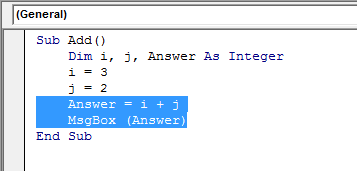 (General)
Sub Add()
    Dim i, j, Answer As Integer
    i = 3
    j = 2
    Answer = i + j
    MsgBox (Answer)
End Sub